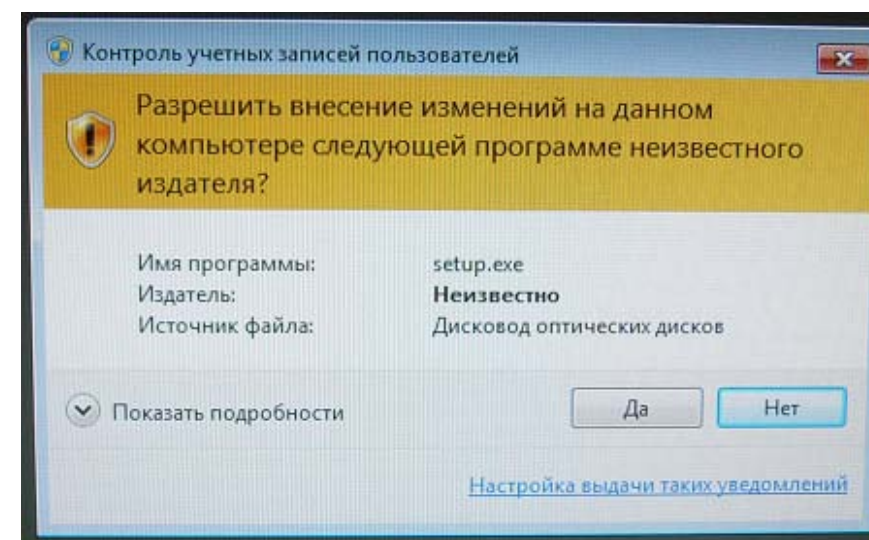 Контроль учетных записей пользователей
Разрешить внесение изменений на данном
компьютере следующей программе неизвестного
издателя?
Имя программы: setup.exe
Издатель: Неизвестно
Источник файла: Дисковод оптических дисков
Показать подробности Да Нет
Настройка выдачи таких уведомлений